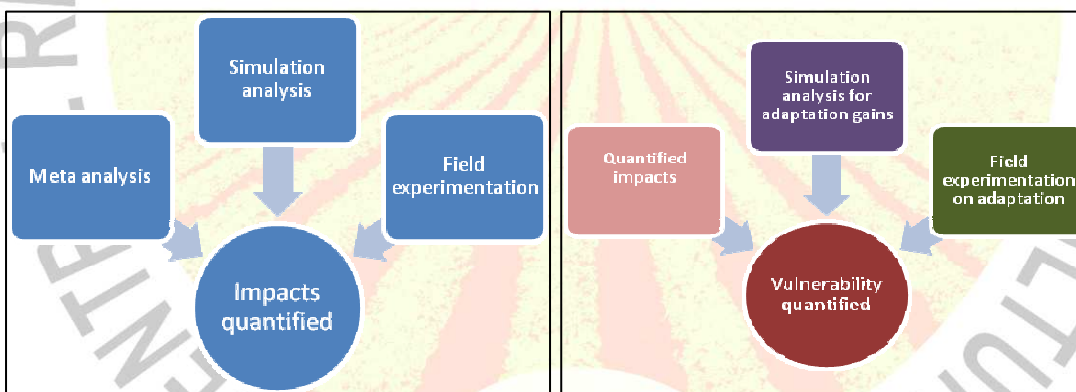 Simulation
analysis
Meta analysis
Field
experimentation
Impacts
quantified
Simulation
analysis for
adaptation gains
Quantified
impacts
Field
experimentation
on adaptation
Vulnerability
quantified